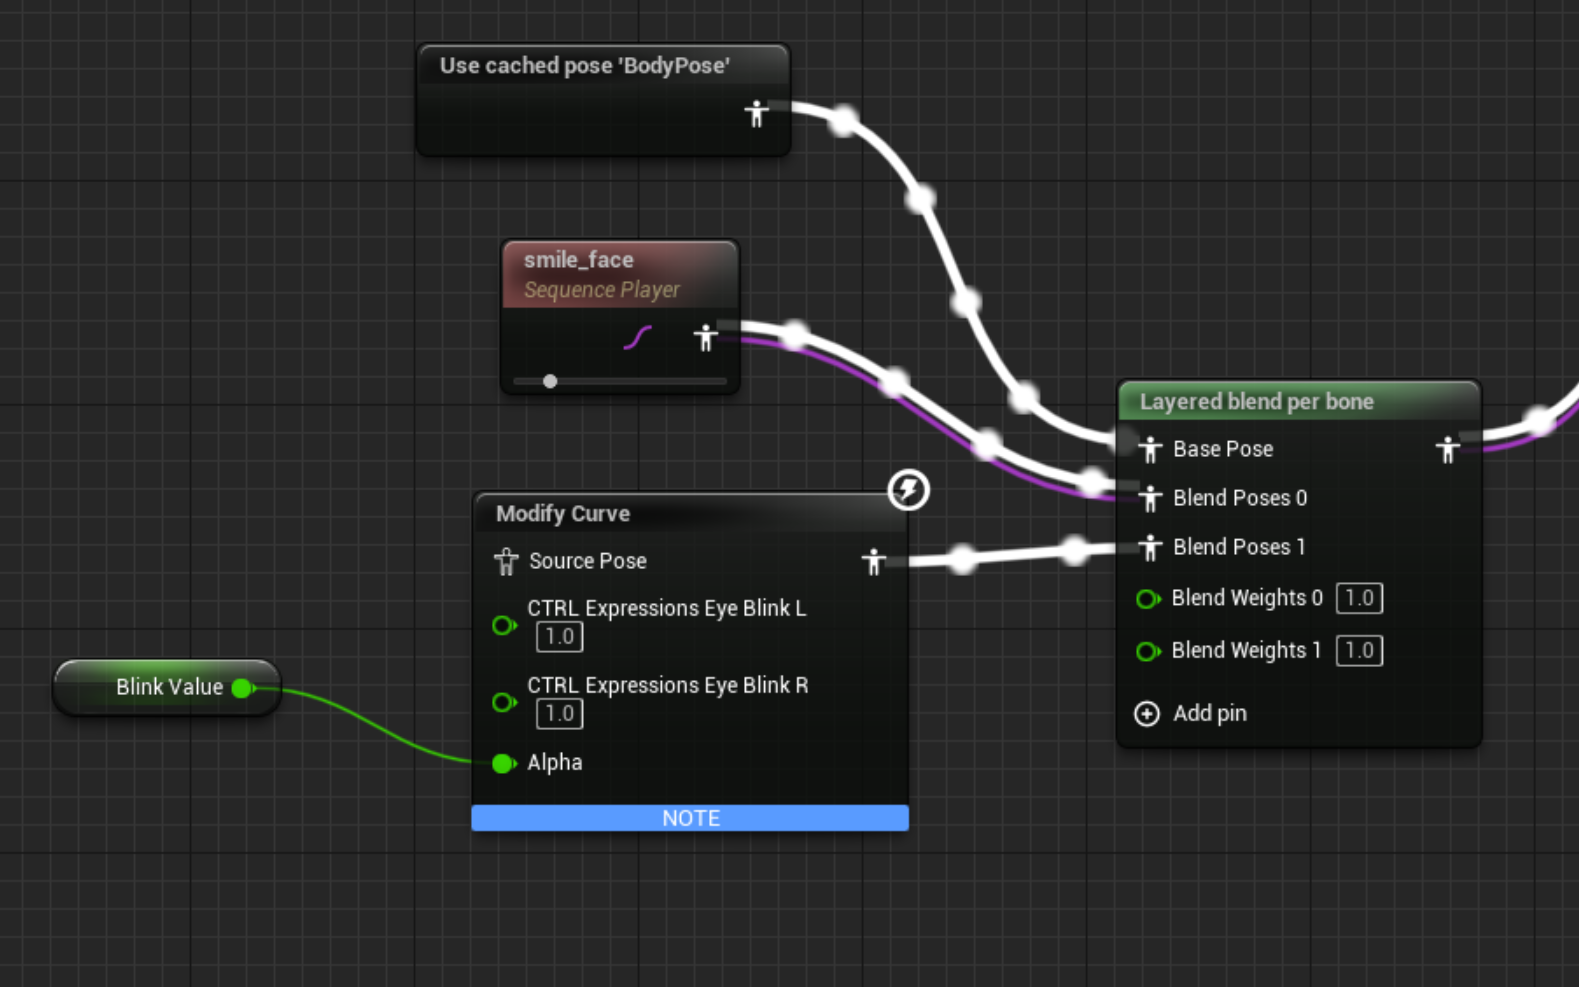 Use cached pose 'BodyPose'
smile_face
Sequence Player
Layered blend per bone
Base Pose
Blend Poses 0
Blend Poses 1
Blend Weights 0 1.0
Blend Weights 1 1.0
Add pin
Modify Curve
Source Pose
CTRL Expressions Eye Blink L
1.0
CTRL Expressions Eye Blink R
1.0
Alpha
NOTE
Blink Value